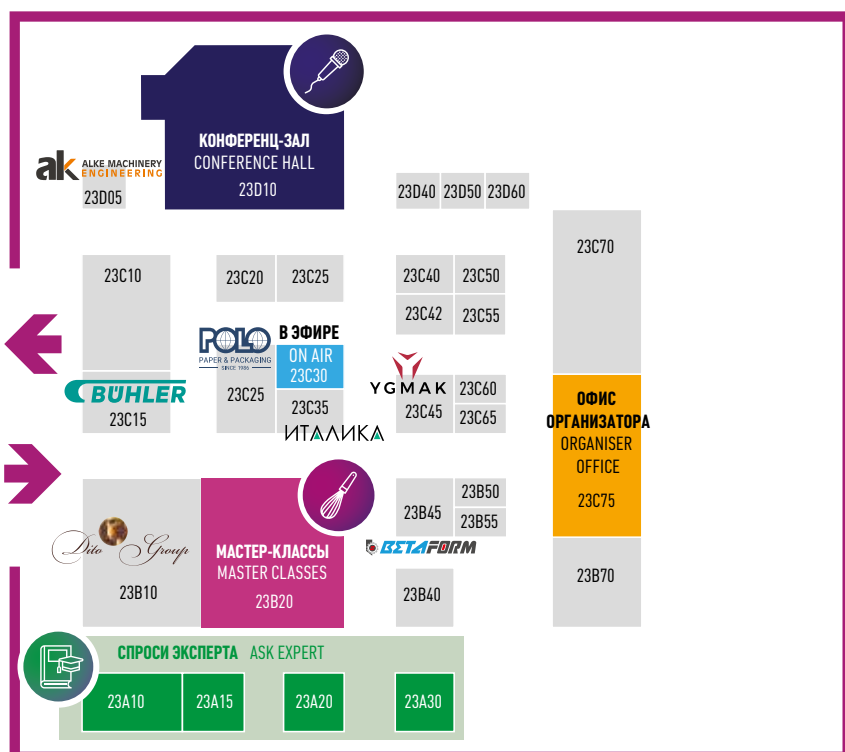 КОНФЕРЕНЦ-ЗАЛ
CONFERENCE HALL
23D10
ak ALKE MACHINERY
ENGINEERING
23D05
23D40 23D50 23D60
23C70
23C10
23C20 23C25
23C40 23C50
23C42 23C55
POLO
PAPER & PACKAGING
SINCE 1986
В ЭФИРЕ
ON AIR
23C30
BÜHLER
23C15
23C25
23C35
ИТАЛИКА
YGMAK
23C45
23C60
23C65
ОФИС
ОРГАНИЗАТОРА
ORGANISER
OFFICE
23C75
Dito Group
23B10
МАСТЕР-КЛАССЫ
MASTER CLASSES
23B20
23B45
23B50
23B55
BETAFORM
23B40
23B70
СПРОСИ ЭКСПЕРТА ASK EXPERT
23A10 23A15 23A20 23A30